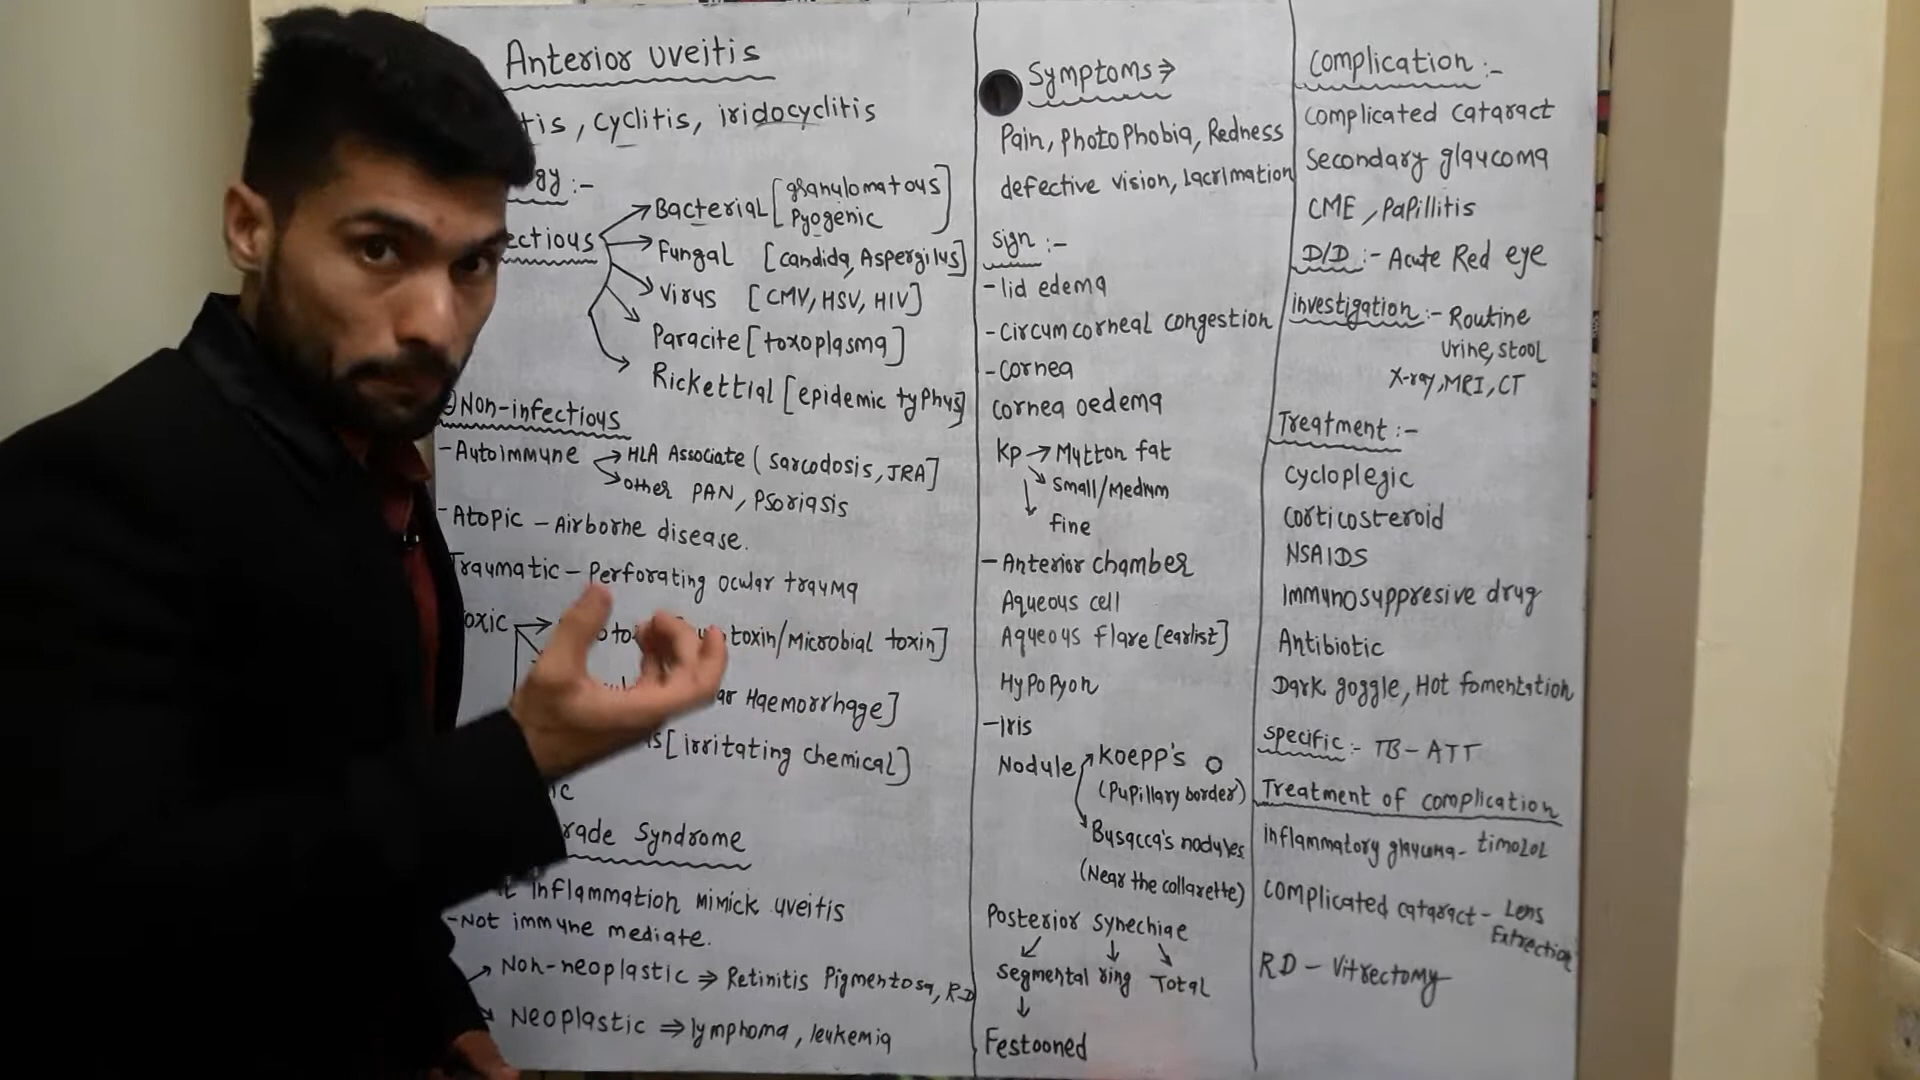 Anterior uveitis
tis, cyclitis, iridocyclitis
gy :-
ectious
Bacterial [granulomatous
Pyogenic]
Fungal [candida, Aspergilus]
Virus [CMV, HSV, HIV]
Paracite [toxoplasma]
Rickettial [epidemic typhus]
Non-infectious
-Autoimmune → HLA Associate (sarcodosis, JRA]
other PAN, Psoriasis
-Atopic - Airborne disease.
Traumatic - Perforating ocular trauma
oxic → toxin/Microbial toxin]
ar Haemorrhage]
is [irritating chemical]
ic
rade Syndrome
inflammation mimick uveitis
-Not immune mediate.
Non-neoplastic ⇒ Retinitis Pigmentosa, RD
Neoplastic ⇒ lymphoma, leukemia
Symptoms ⇒
Pain, Photophobia, Redness
defective vision, lacrimation
Sign :-
-lid edema
-Circumcorneal congestion
-Cornea
Cornea oedema
Kp → Mutton fat
Small/Medium
fine
-Anterior chamber
Aqueous cell
Aqueous flare [earlist]
Hypopyon
-Iris
Nodule
Koepp's
(Pupillary border)
Busacca's nodules
(Near the collarette)
Posterior synechiae
Segmental ring Total
Festooned
Complication :-
Complicated cataract
Secondary glaucoma
CME, Papillitis
D/D :- Acute Red eye
investigation :- Routine
Urine, stool
X-ray, MRI, CT
Treatment :-
Cycloplegic
Corticosteroid
NSAIDS
Immunosuppresive drug
Antibiotic
Dark goggle, Hot fomentation
Specific :- TB - ATT
Treatment of complication
inflammatory glaucoma - timolol
Complicated cataract - Lens
Extrection
RD - Vitrectomy